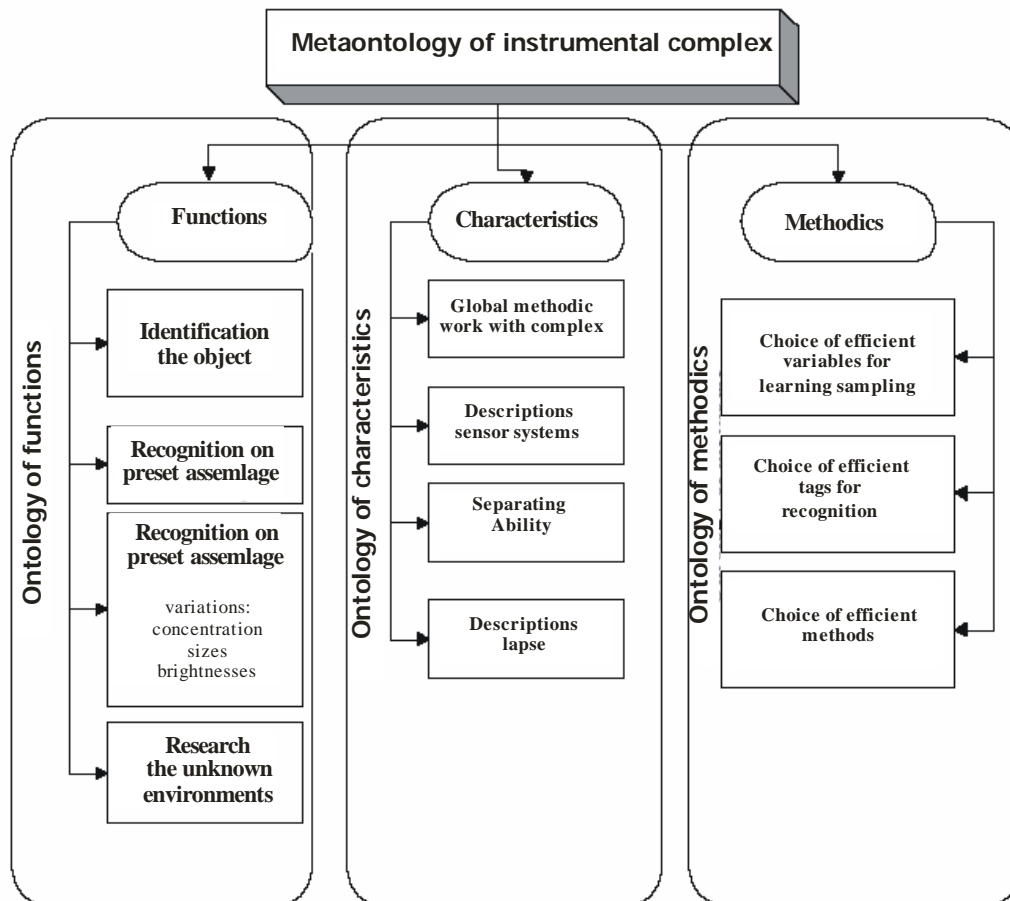 Metaontology of instrumental complex
Ontology of functions
Functions
Identification
the object
Recognition on
preset assemlage
Recognition on
preset assemlage
variations:
concentration
sizes
brightnesses
Research
the unknown
environments
Ontology of characteristics
Characteristics
Global methodic
work with complex
Descriptions
sensor systems
Separating
Ability
Descriptions
lapse
Ontology of methodics
Methodics
Choice of efficient
variables for
learning sampling
Choice of efficient
tags for
recognition
Choice of efficient
methods